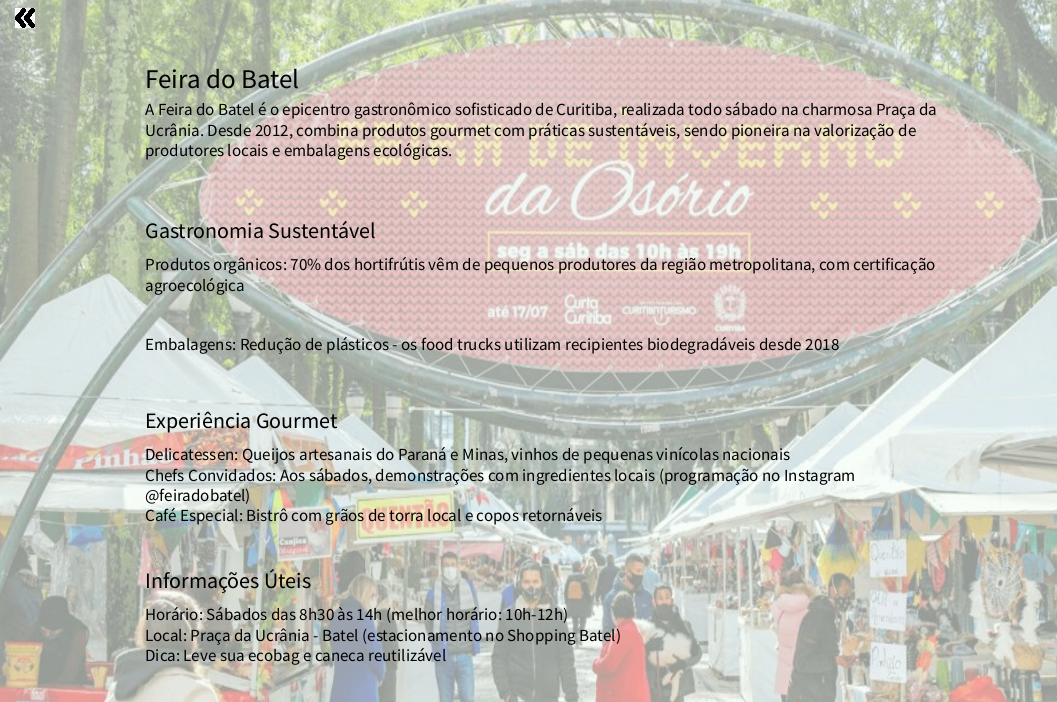 Feira do Batel
A Feira do Batel é o epicentro gastronômico sofisticado de Curitiba, realizada todo sábado na charmosa Praça da
Ucrânia. Desde 2012, combina produtos gourmet com práticas sustentáveis, sendo pioneira na valorização de
produtores locais e embalagens ecológicas.
DE INVERNO
da Osório
seg a sáb das 10h às 19h
Gastronomia Sustentável
Produtos orgânicos: 70% dos hortifrútis vêm de pequenos produtores da região metropolitana, com certificação
agroecológica
até 17/07 Curta Curitiba CURITIBA TURISMO CURITIBA
Embalagens: Redução de plásticos - os food trucks utilizam recipientes biodegradáveis desde 2018
Experiência Gourmet
Delicatessen: Queijos artesanais do Paraná e Minas, vinhos de pequenas vinícolas nacionais
Chefs Convidados: Aos sábados, demonstrações com ingredientes locais (programação no Instagram
@feiradobatel)
Café Especial: Bistrô com grãos de torra local e copos retornáveis
Pinhão
QUENTÃO
Informações Úteis
Horário: Sábados das 8h30 às 14h (melhor horário: 10h-12h)
Local: Praça da Ucrânia - Batel (estacionamento no Shopping Batel)
Dica: Leve sua ecobag e caneca reutilizável